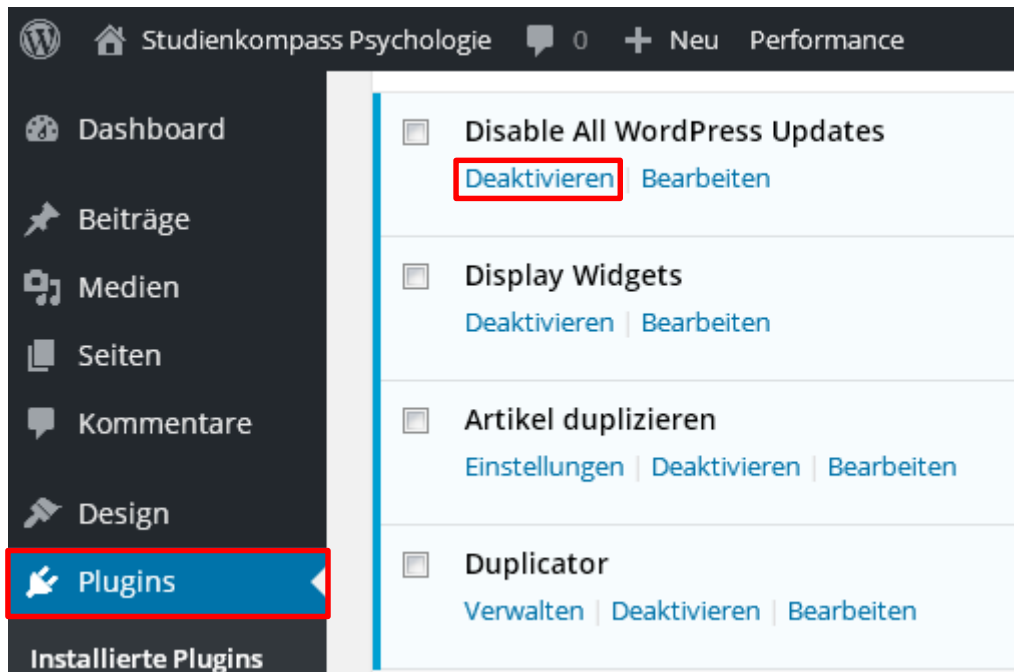 Studienkompass Psychologie 0 + Neu Performance
Dashboard
Beiträge
Medien
Seiten
Kommentare
Design
Plugins
Installierte Plugins
Disable All WordPress Updates
Deaktivieren | Bearbeiten
Display Widgets
Deaktivieren | Bearbeiten
Artikel duplizieren
Einstellungen | Deaktivieren | Bearbeiten
Duplicator
Verwalten | Deaktivieren | Bearbeiten